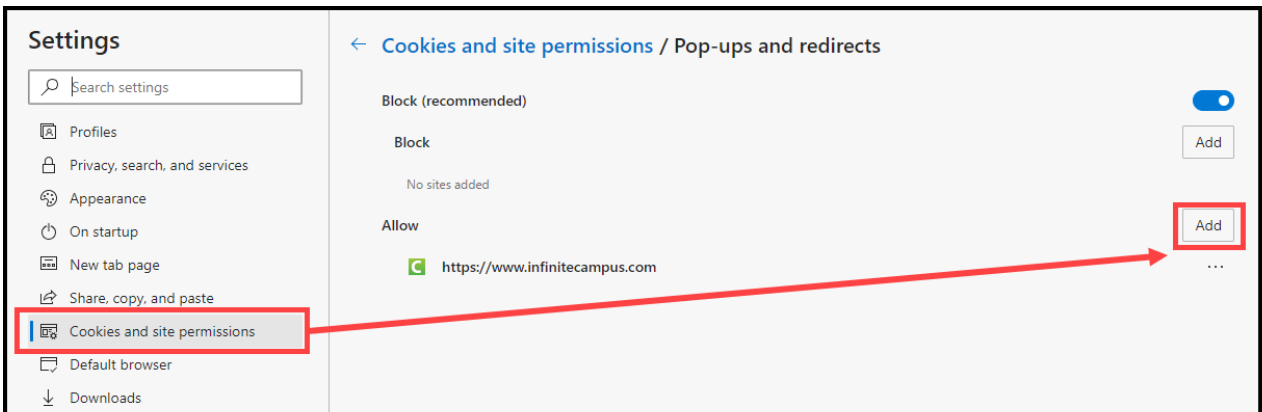 Settings
Search settings
Profiles
Privacy, search, and services
Appearance
On startup
New tab page
Share, copy, and paste
Cookies and site permissions
Default browser
Downloads
Cookies and site permissions / Pop-ups and redirects
Block (recommended)
Block
Add
No sites added
Allow
Add
https://www.infinitecampus.com